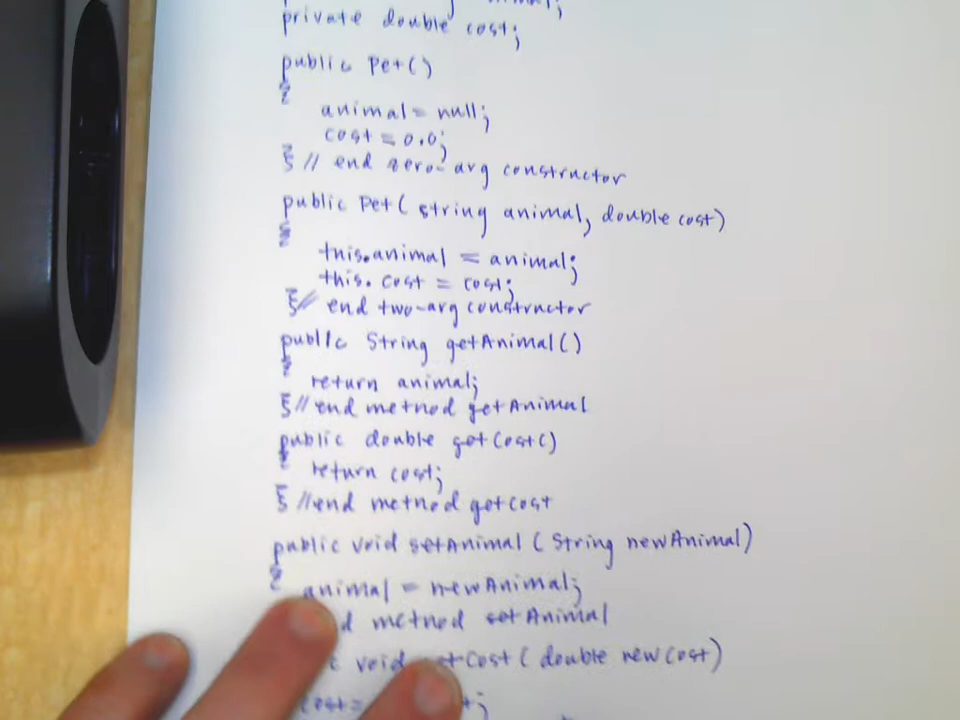 animal;
private double cost;
public Pet()
{
animal = null;
cost = 0.0;
} // end zero-arg constructor
public Pet( string animal, double cost)
{
this.animal = animal;
this. cost = cost;
} // end two-arg constructor
public String getAnimal()
{
return animal;
} // end method getAnimal
public double getCost()
{
return cost;
} // end method getCost
public void setAnimal ( String newAnimal)
{
animal = newAnimal;
method setAnimal
void setCost ( double newCost)
cost =